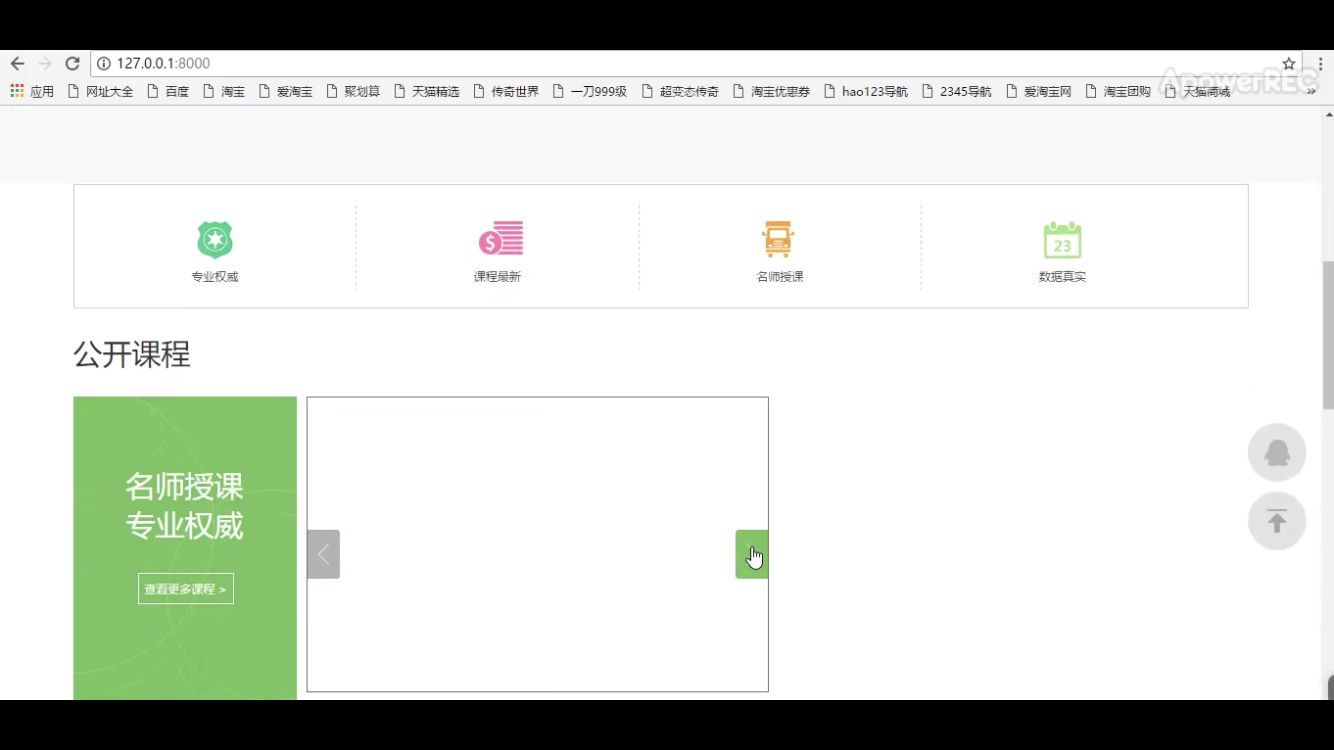 127.0.0.1:8000
ApowerREC
应用 网址大全 百度 淘宝 爱淘宝 聚划算 天猫精选 传奇世界 一刀999级 超变态传奇 淘宝优惠券 hao123导航 2345导航 爱淘宝网 淘宝团购 天猫商城 »
$ 23
专业权威 课程最新 名师授课 数据真实
公开课程
名师授课
专业权威
查看更多课程 >